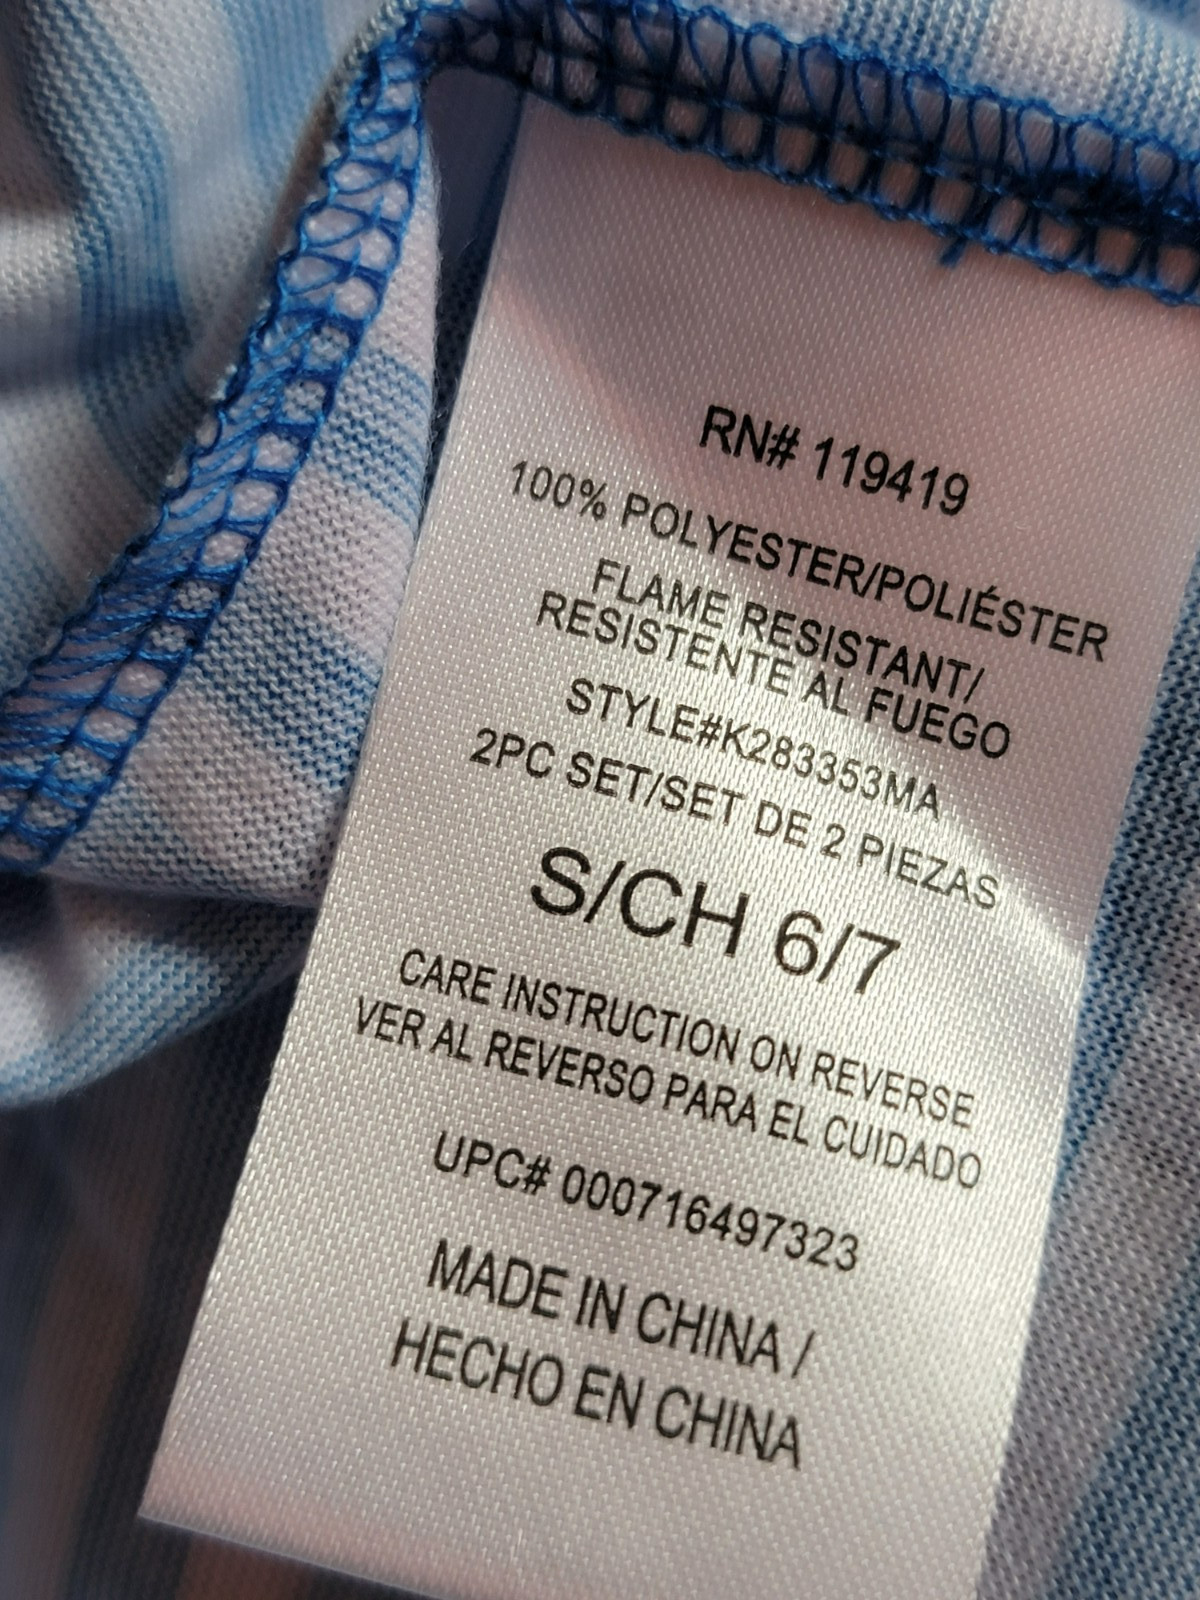 RN# 119419
100% POLYESTER/POLIÉSTER
FLAME RESISTANT/
RESISTENTE AL FUEGO
STYLE#K283353MA
2PC SET/SET DE 2 PIEZAS
S/CH 6/7
CARE INSTRUCTION ON REVERSE
VER AL REVERSO PARA EL CUIDADO
UPC# 000716497323
MADE IN CHINA /
HECHO EN CHINA